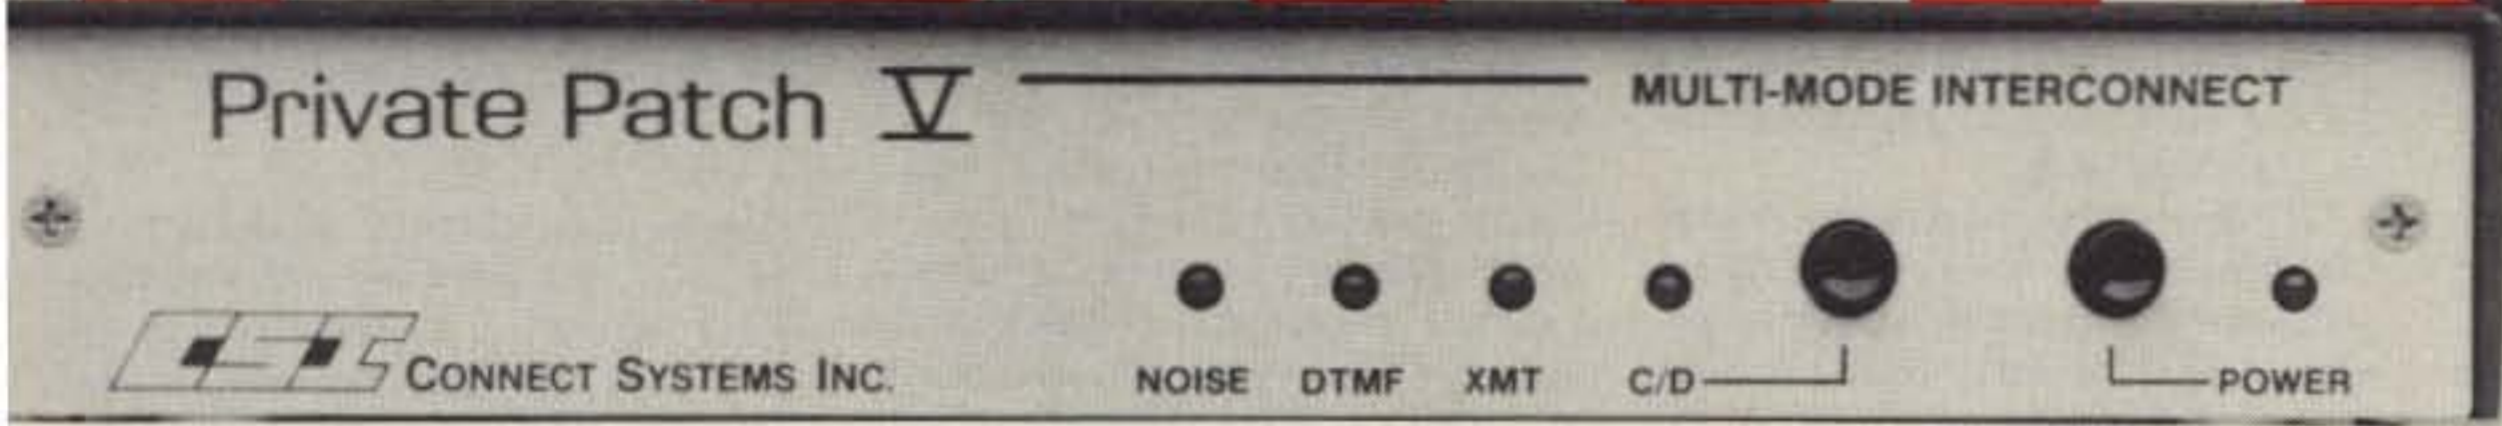 Private Patch V
MULTI-MODE INTERCONNECT
CSI CONNECT SYSTEMS INC.
NOISE DTMF XMT C/D POWER